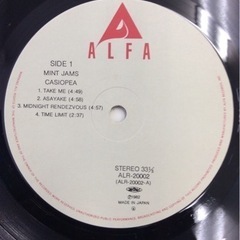 ALFA
SIDE 1
MINT JAMS
CASIOPEA
1. TAKE ME (4:49)
2. ASAYAKE (4:58)
3. MIDNIGHT RENDEZVOUS (4:57)
4. TIME LIMIT (2:37)
STEREO 33⅓
ALR-20002
(ALR-20002-A)
Ⓟ1982
MADE IN JAPAN